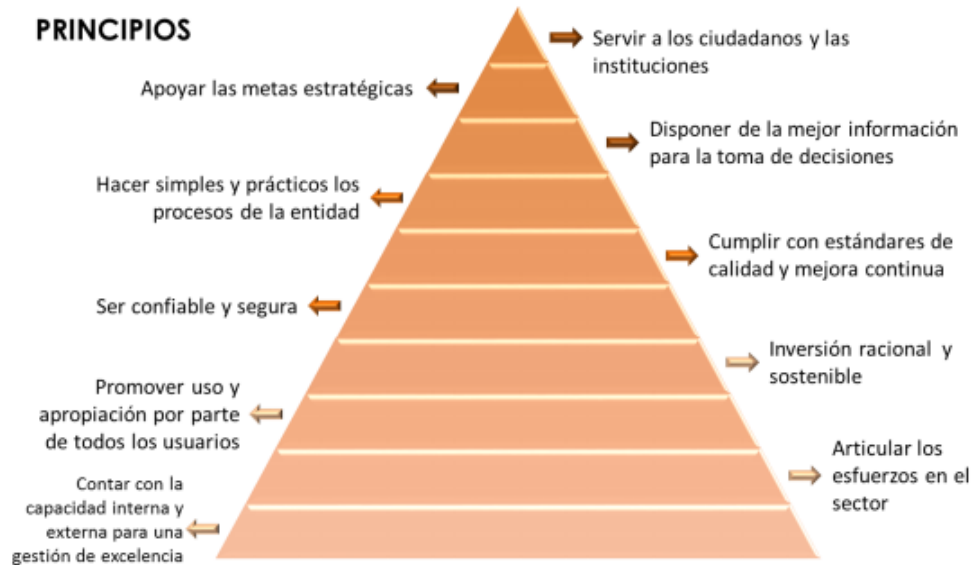 PRINCIPIOS
Servir a los ciudadanos y las
instituciones
Apoyar las metas estratégicas
Disponer de la mejor información
para la toma de decisiones
Hacer simples y prácticos los
procesos de la entidad
Cumplir con estándares de
calidad y mejora continua
Ser confiable y segura
Inversión racional y
sostenible
Promover uso y
apropiación por parte
de todos los usuarios
Articular los
esfuerzos en el
sector
Contar con la
capacidad interna y
externa para una
gestión de excelencia